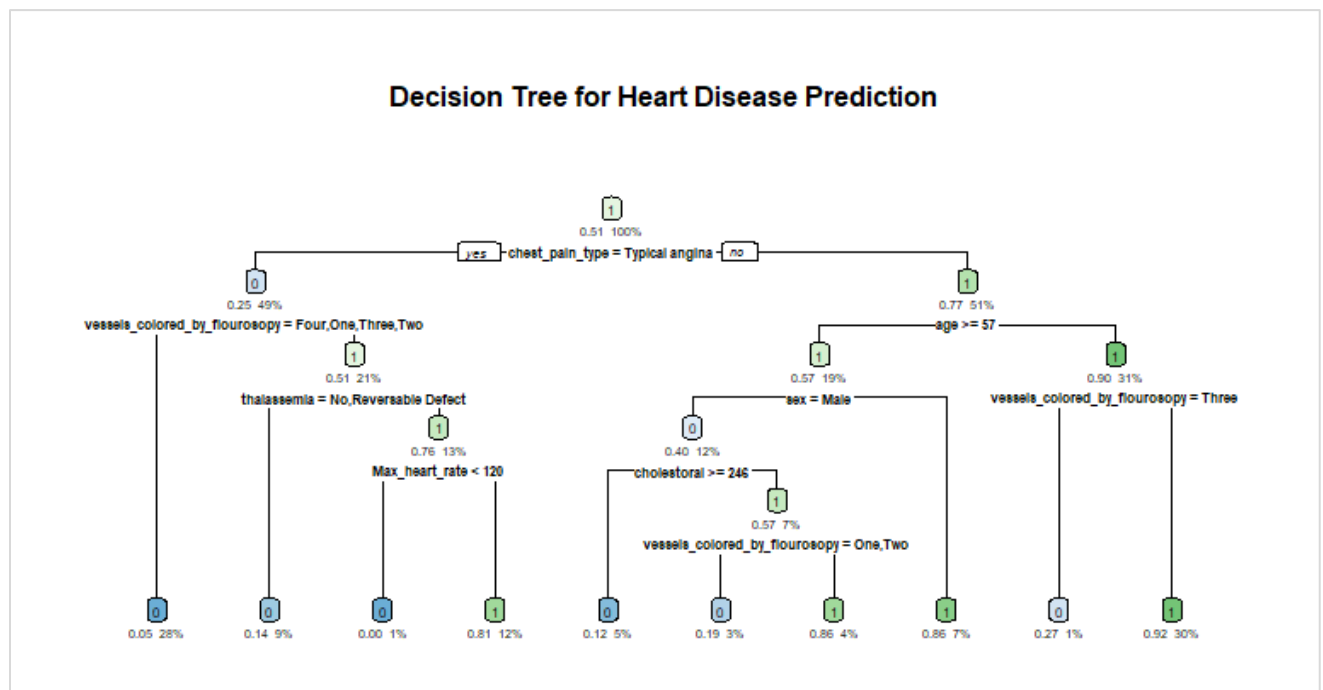 Decision Tree for Heart Disease Prediction
1
0.51 100%
yes chest_pain_type = Typical angina no
0 1
0.25 49% 0.77 51%
vessels_colored_by_flourosopy = Four,One,Three,Two age >= 57
1 1 1
0.51 21% 0.57 19% 0.90 31%
thalassemia = No,Reversable Defect sex = Male vessels_colored_by_flourosopy = Three
1 0
0.76 13% 0.40 12%
Max_heart_rate < 120 cholestoral >= 246
1
0.57 7%
vessels_colored_by_flourosopy = One,Two
0 0 0 1 0 0 1 1 0 1
0.05 28% 0.14 9% 0.00 1% 0.81 12% 0.12 5% 0.19 3% 0.86 4% 0.86 7% 0.27 1% 0.92 30%